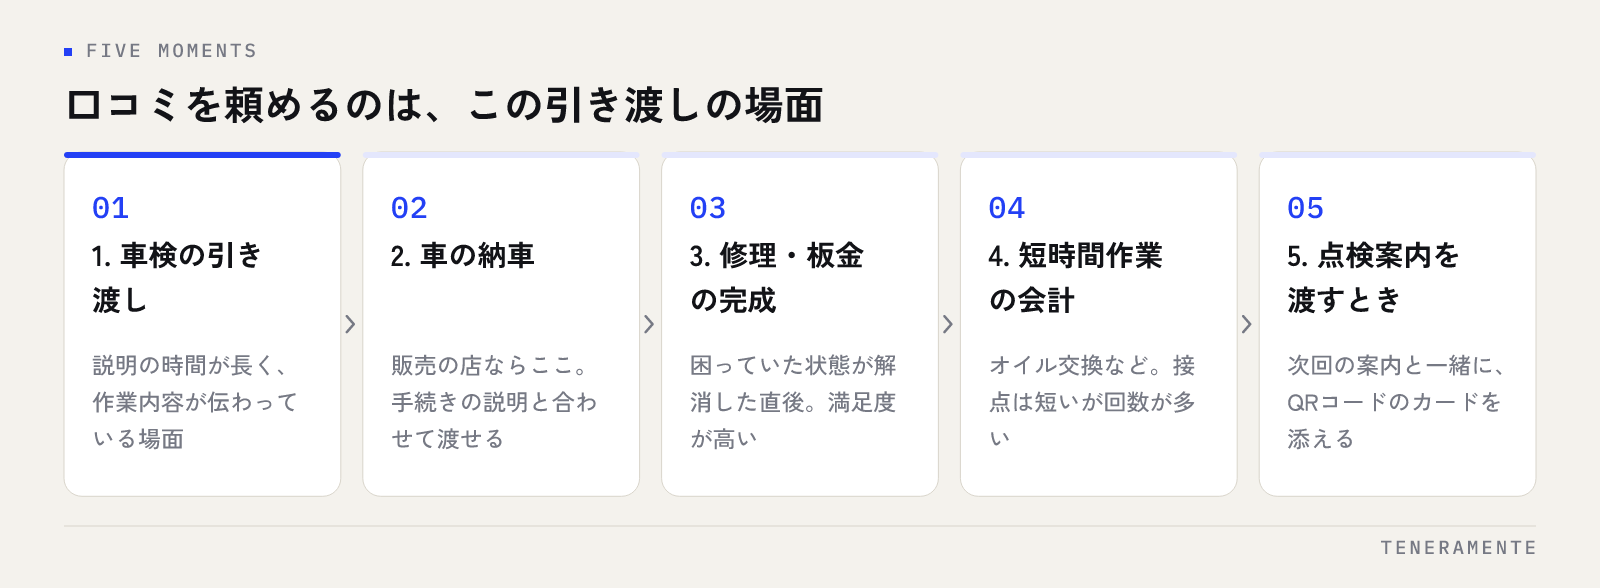 FIVE MOMENTS
口コミを頼めるのは、この引き渡しの場面
01
1. 車検の引き
渡し
説明の時間が長く、
作業内容が伝わって
いる場面
02
2. 車の納車
販売の店ならここ。
手続きの説明と合わ
せて渡せる
03
3. 修理・板金
の完成
困っていた状態が解
消した直後。満足度
が高い
04
4. 短時間作業
の会計
オイル交換など。接
点は短いが回数が多
い
05
5. 点検案内を
渡すとき
次回の案内と一緒に、
QRコードのカードを
添える
TENERAMENTE